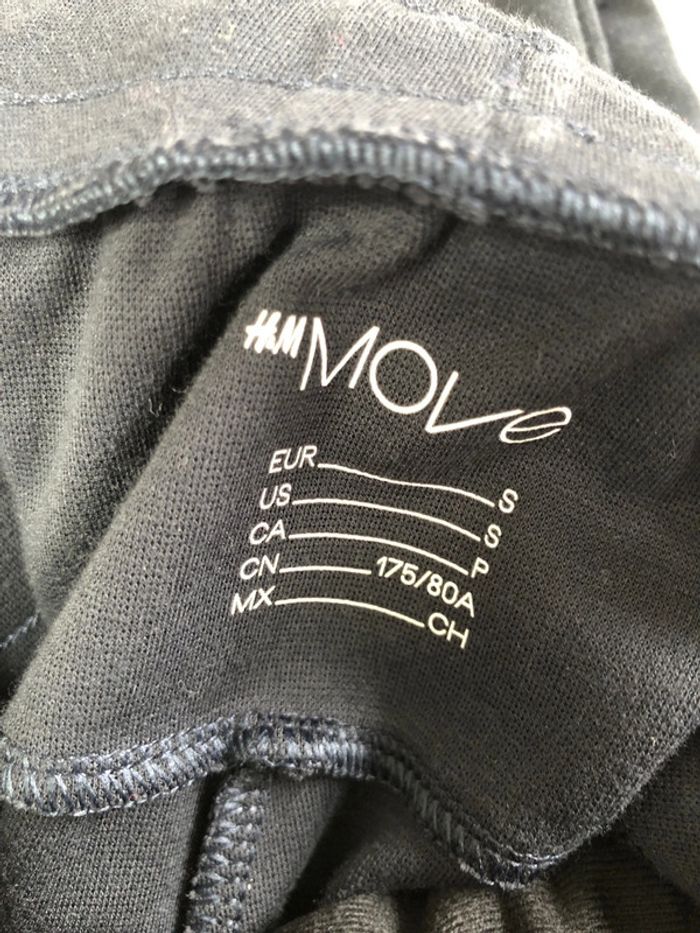 H&M MOVE
EUR S
US S
CA P
CN 175/80A
MX CH